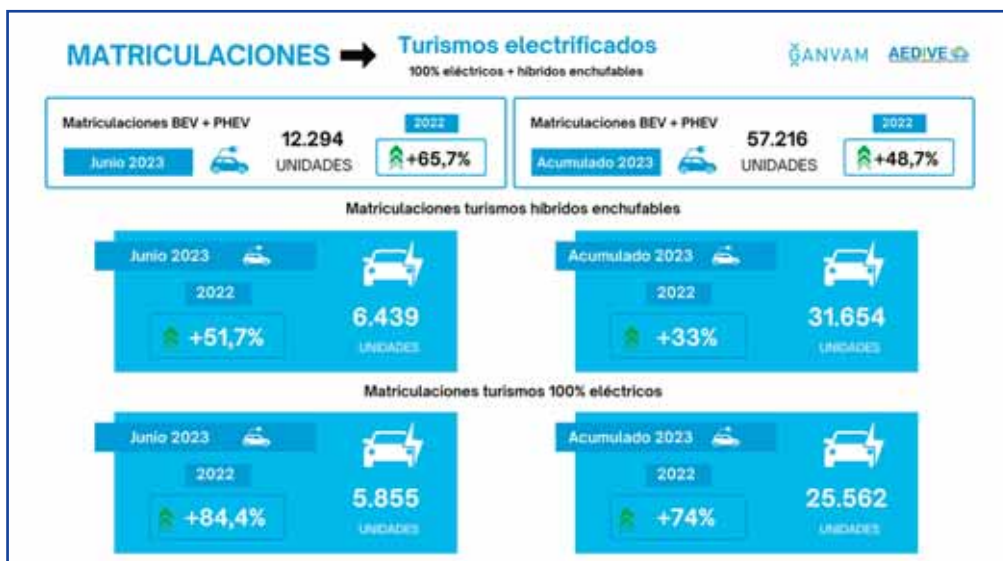 MATRICULACIONES
Turismos electrificados
100% eléctricos + híbridos enchufables
ANVAM
AEDIVE
Matriculaciones BEV + PHEV
Junio 2023
12.294
UNIDADES
2022
+65,7%
Matriculaciones BEV + PHEV
Acumulado 2023
57.216
UNIDADES
2022
+48,7%
Matriculaciones turismos híbridos enchufables
Junio 2023
2022
+51,7%
6.439
UNIDADES
Acumulado 2023
2022
+33%
31.654
UNIDADES
Matriculaciones turismos 100% eléctricos
Junio 2023
2022
+84,4%
5.855
UNIDADES
Acumulado 2023
2022
+74%
25.562
UNIDADES